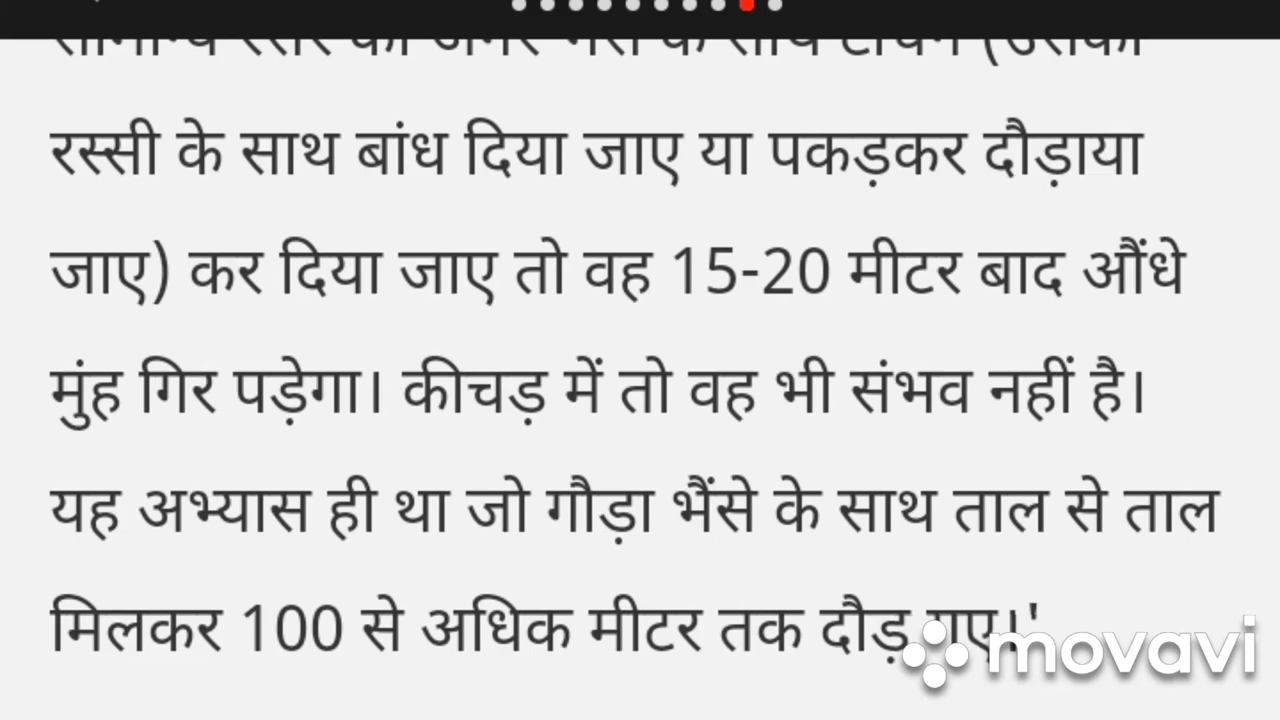 के साथ
रस्सी के साथ बांध दिया जाए या पकड़कर दौड़ाया
जाए) कर दिया जाए तो वह 15-20 मीटर बाद औंधे
मुंह गिर पड़ेगा। कीचड़ में तो वह भी संभव नहीं है।
यह अभ्यास ही था जो गौड़ा भैंसे के साथ ताल से ताल
मिलकर 100 से अधिक मीटर तक दौड़ गए।'
movavi